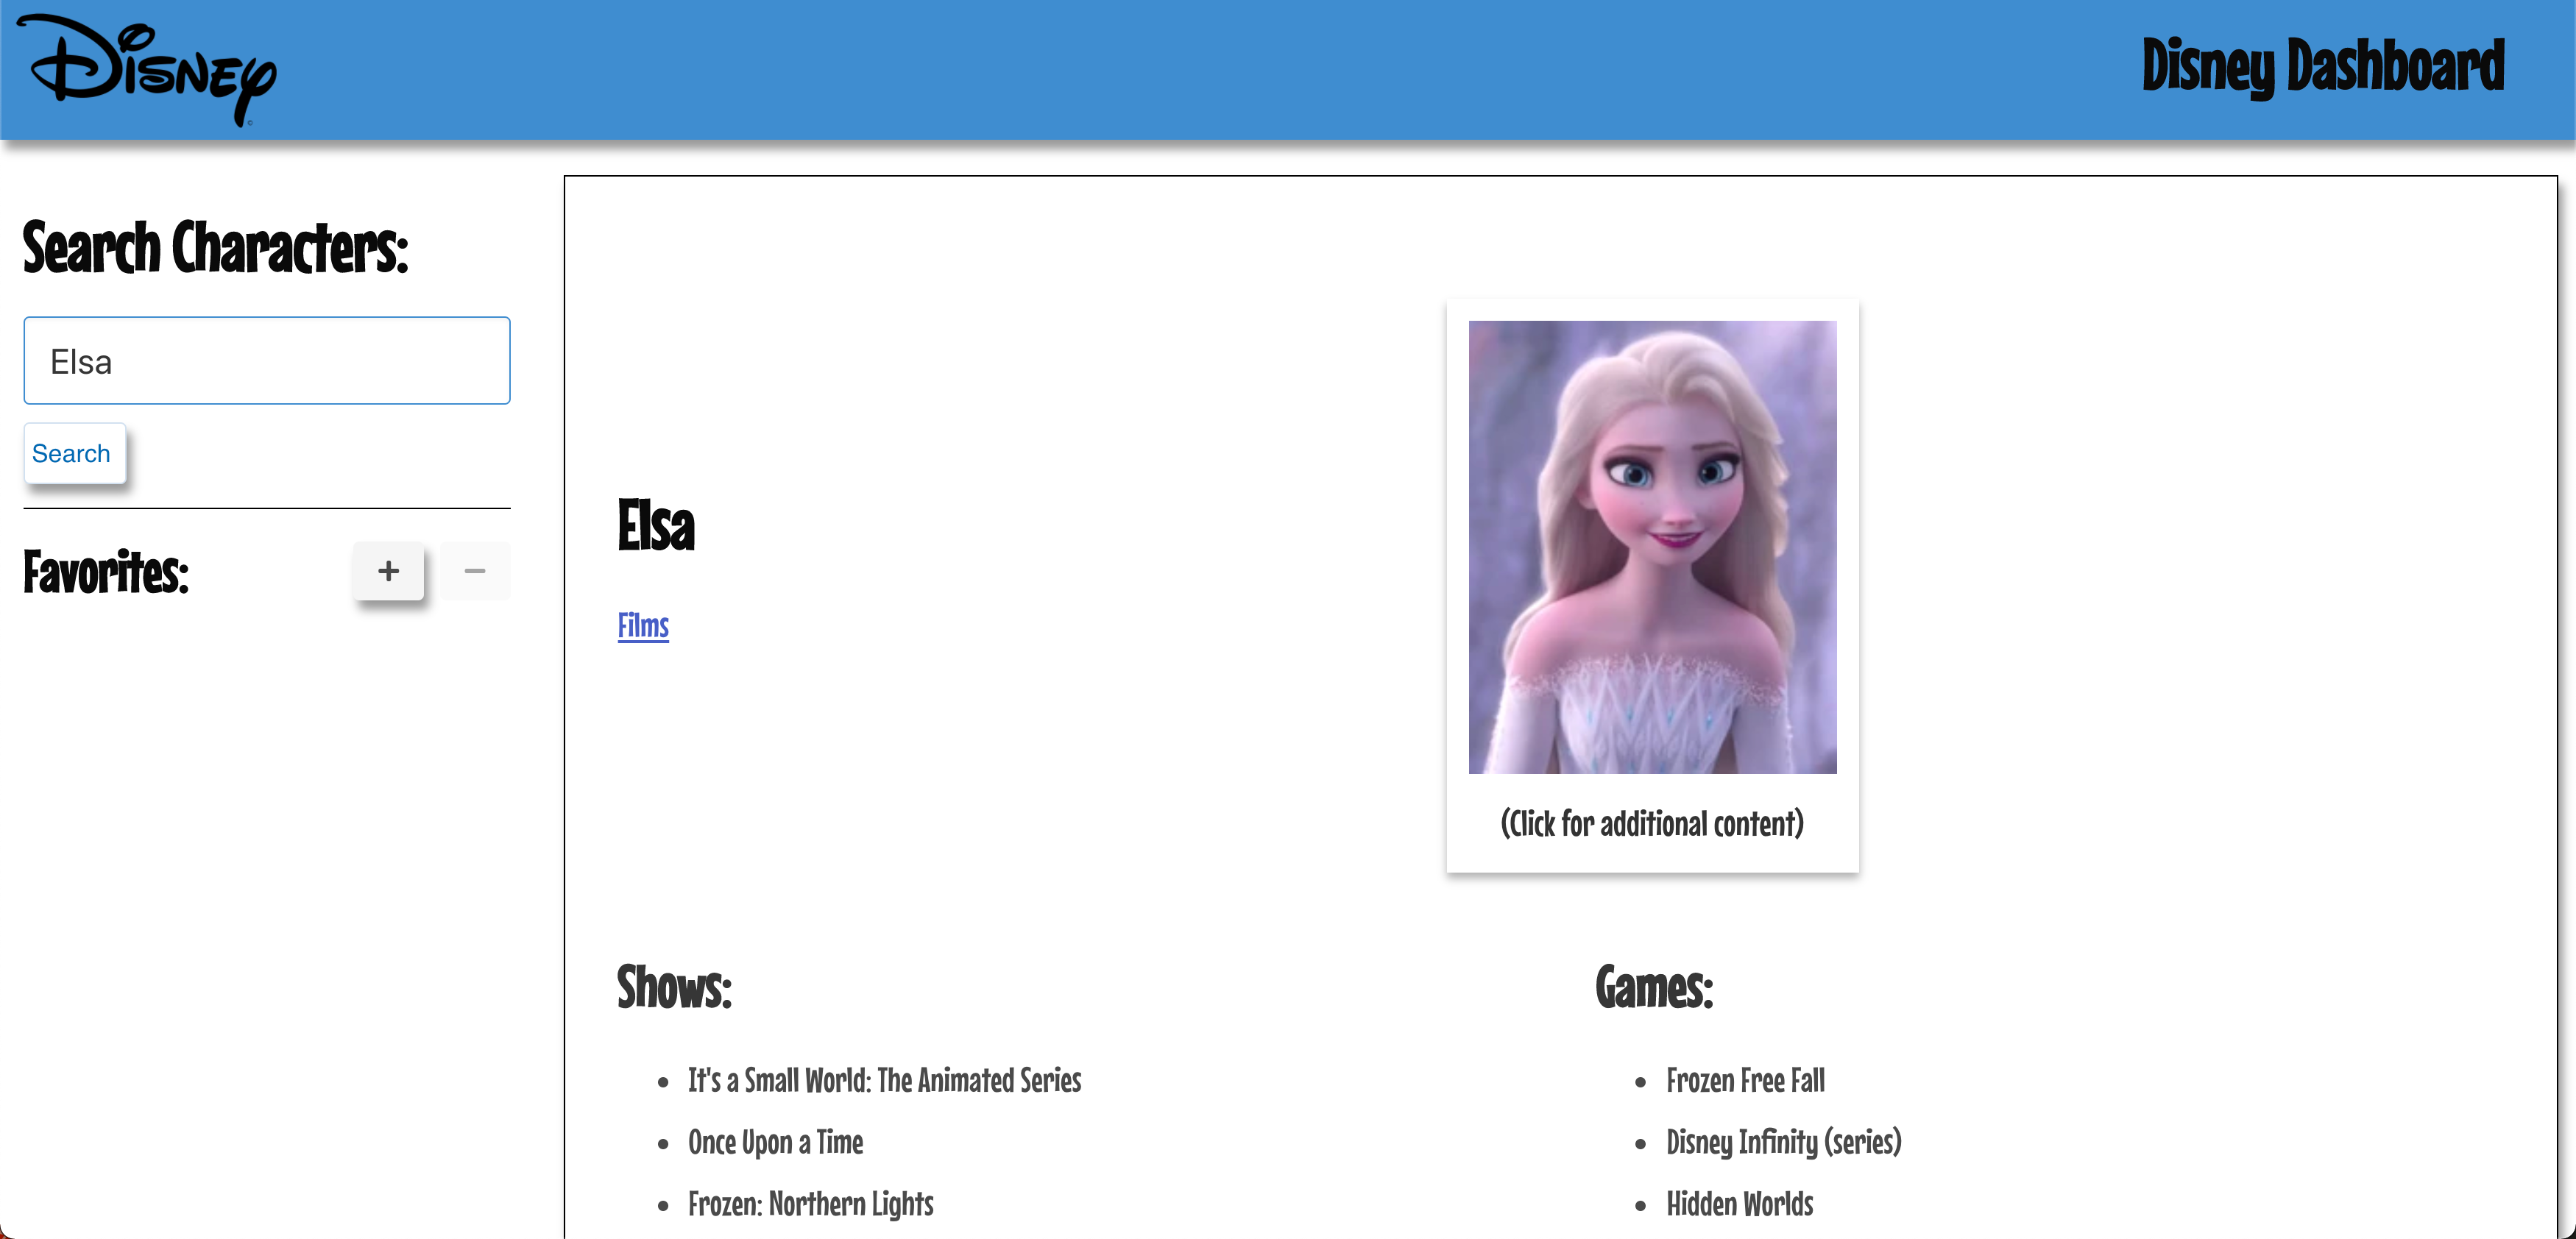 Disney
Disney Dashboard
Search Characters:
Elsa
Search
Favorites:
+ −
Elsa
Films
(Click for additional content)
Shows:
• It's a Small World: The Animated Series
• Once Upon a Time
• Frozen: Northern Lights
Games:
• Frozen Free Fall
• Disney Infinity (series)
• Hidden Worlds